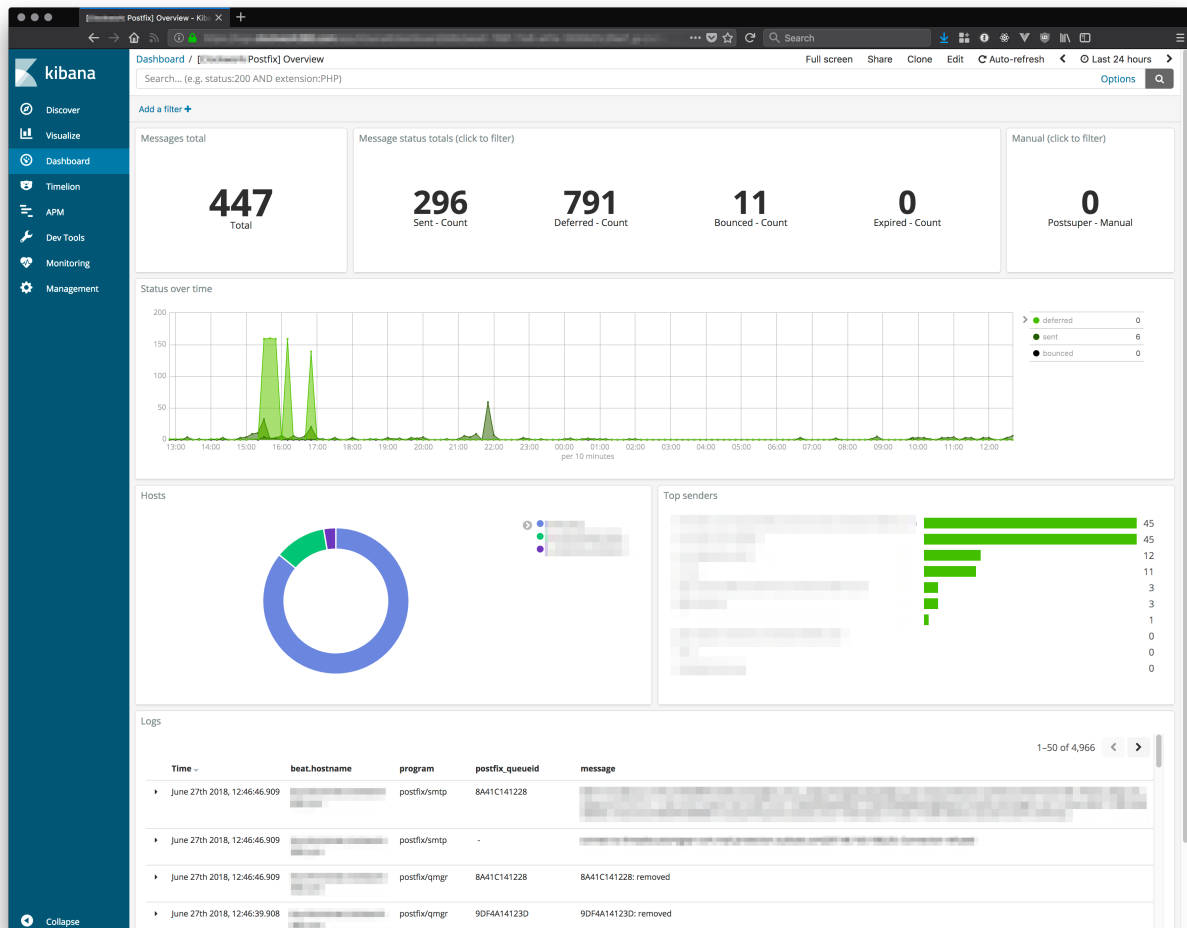 Postfix] Overview - Kib
Search
kibana
Discover
Visualize
Dashboard
Timelion
APM
Dev Tools
Monitoring
Management
Collapse
Dashboard / [ Postfix] Overview
Full screen Share Clone Edit Auto-refresh Last 24 hours
Search... (e.g. status:200 AND extension:PHP)
Options
Add a filter
Messages total
447
Total
Message status totals (click to filter)
296 791 11 0
Sent - Count Deferred - Count Bounced - Count Expired - Count
Manual (click to filter)
0
Postsuper - Manual
Status over time
200
150
100
50
0
13:00 14:00 15:00 16:00 17:00 18:00 19:00 20:00 21:00 22:00 23:00 00:00 01:00 02:00 03:00 04:00 05:00 06:00 07:00 08:00 09:00 10:00 11:00 12:00
per 10 minutes
deferred 0
sent 6
bounced 0
Hosts
Top senders
45
45
12
11
3
3
1
0
0
0
Logs
1–50 of 4,966
Time beat.hostname program postfix_queueid message
June 27th 2018, 12:46:46.909 postfix/smtp 8A41C141228
June 27th 2018, 12:46:46.909 postfix/smtp -
June 27th 2018, 12:46:46.909 postfix/qmgr 8A41C141228 8A41C141228: removed
June 27th 2018, 12:46:39.908 postfix/qmgr 9DF4A14123D 9DF4A14123D: removed